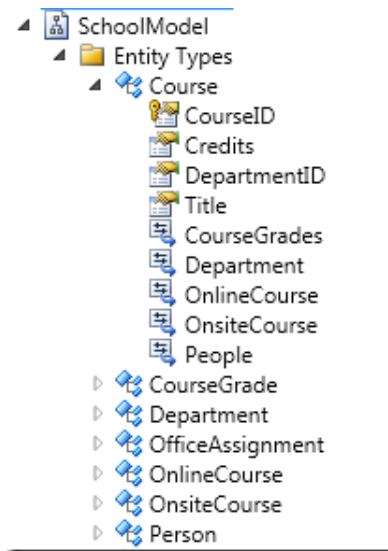 SchoolModel
Entity Types
Course
CourseID
Credits
DepartmentID
Title
CourseGrades
Department
OnlineCourse
OnsiteCourse
People
CourseGrade
Department
OfficeAssignment
OnlineCourse
OnsiteCourse
Person